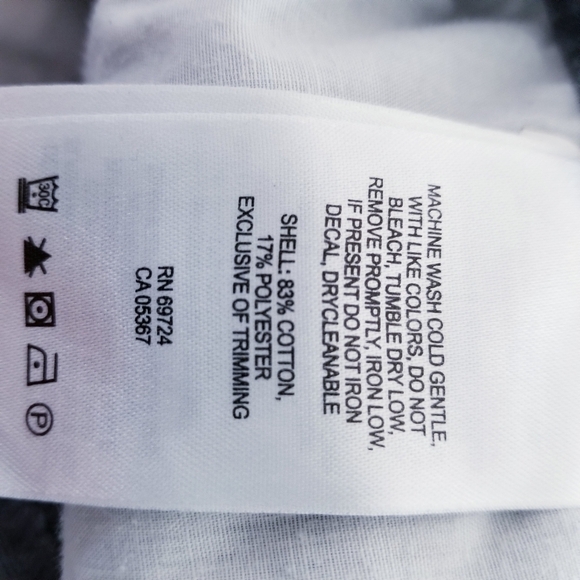 MACHINE WASH COLD GENTLE,
WITH LIKE COLORS, DO NOT
BLEACH, TUMBLE DRY LOW,
REMOVE PROMPTLY, IRON LOW,
IF PRESENT DO NOT IRON
DECAL, DRYCLEANABLE
SHELL: 83% COTTON,
17% POLYESTER
EXCLUSIVE OF TRIMMING
RN 69724
CA 05367
30C
P